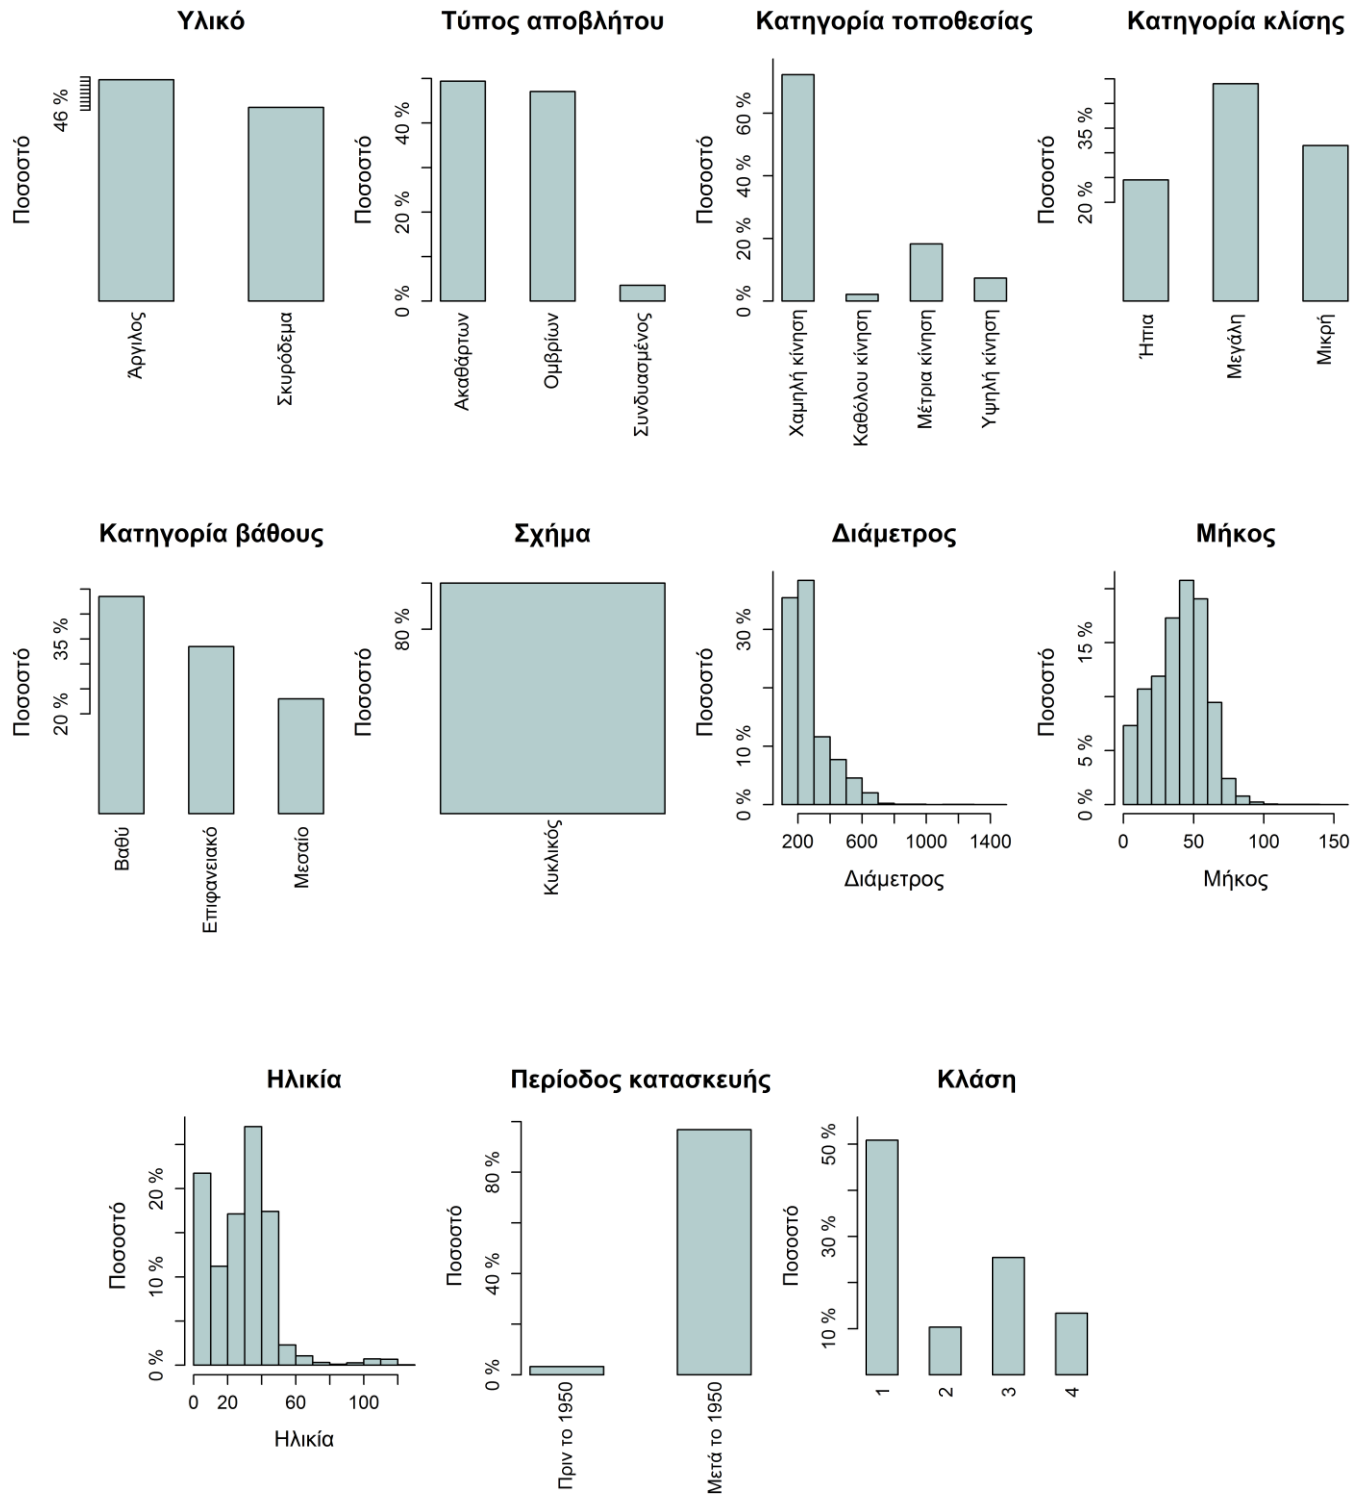 Υλικό
46 %
Ποσοστό
Άργιλος
Σκυρόδεμα
Τύπος αποβλήτου
40 %
20 %
0 %
Ποσοστό
Ακαθάρτων
Ομβρίων
Συνδυασμένος
Κατηγορία τοποθεσίας
60 %
40 %
20 %
0 %
Ποσοστό
Χαμηλή κίνηση
Καθόλου κίνηση
Μέτρια κίνηση
Υψηλή κίνηση
Κατηγορία κλίσης
35 %
20 %
Ποσοστό
Ήπια
Μεγάλη
Μικρή
Κατηγορία βάθους
35 %
20 %
Ποσοστό
Βαθύ
Επιφανειακό
Μεσαίο
Σχήμα
80 %
Ποσοστό
Κυκλικός
Διάμετρος
30 %
10 %
0 %
Ποσοστό
200 600 1000 1400
Διάμετρος
Μήκος
15 %
5 %
0 %
Ποσοστό
0 50 100 150
Μήκος
Ηλικία
20 %
10 %
0 %
Ποσοστό
0 20 60 100
Ηλικία
Περίοδος κατασκευής
80 %
40 %
0 %
Ποσοστό
Πριν το 1950
Μετά το 1950
Κλάση
50 %
30 %
10 %
Ποσοστό
1
2
3
4